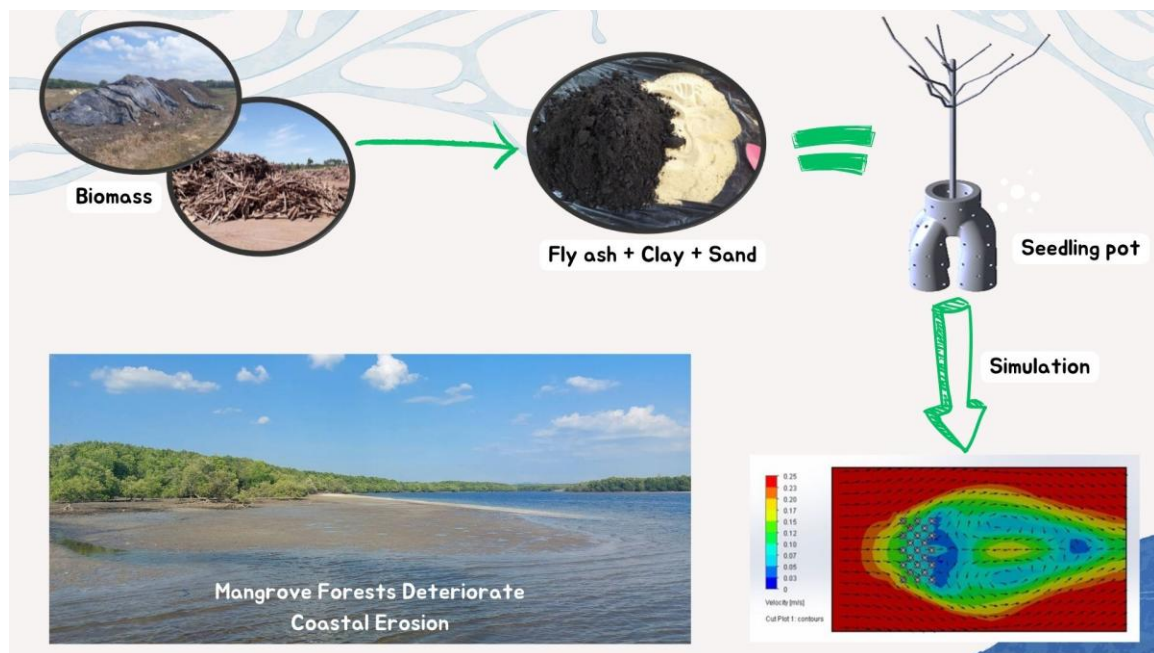 Biomass
Fly ash + Clay + Sand
Seedling pot
Simulation
Mangrove Forests Deteriorate
Coastal Erosion
0.25
0.23
0.20
0.17
0.15
0.12
0.10
0.07
0.05
0.03
0
Velocity [m/s]
Cut Plot 1: contours